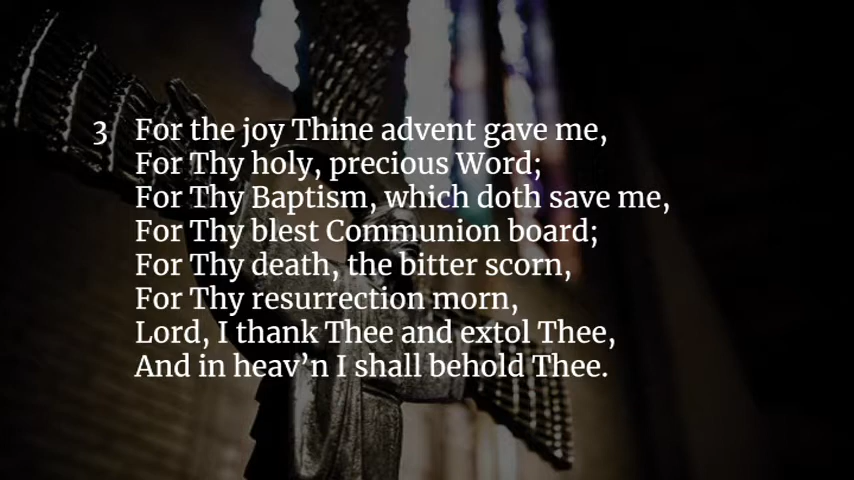 3 For the joy Thine advent gave me,
For Thy holy, precious Word;
For Thy Baptism, which doth save me,
For Thy blest Communion board;
For Thy death, the bitter scorn,
For Thy resurrection morn,
Lord, I thank Thee and extol Thee,
And in heav’n I shall behold Thee.